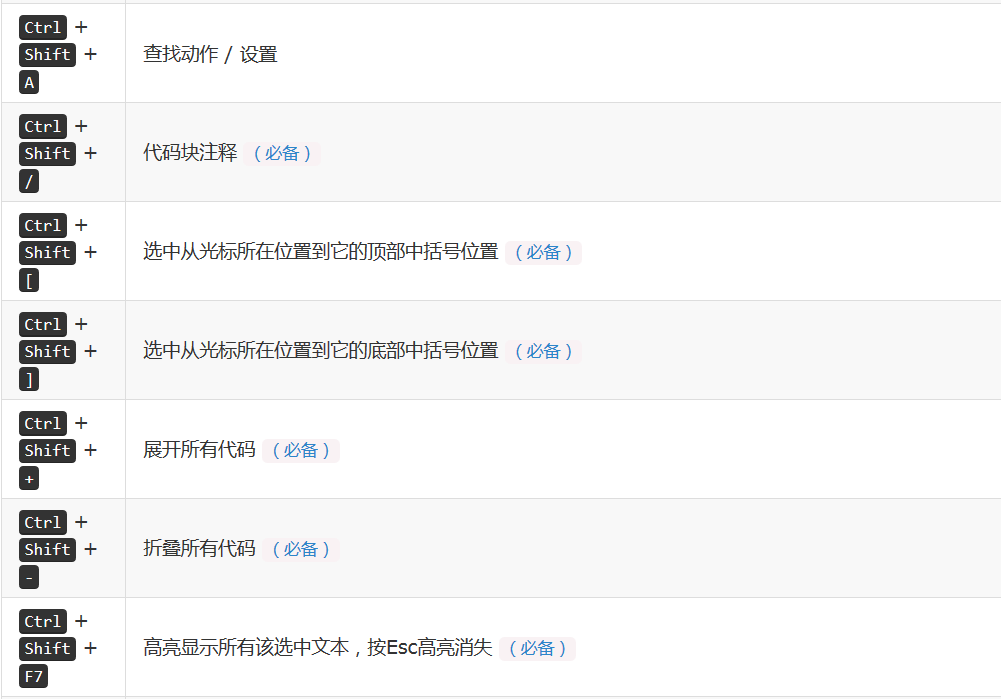 Ctrl +
Shift +
A
查找动作 / 设置
Ctrl +
Shift +
/
代码块注释 （必备）
Ctrl +
Shift +
[
选中从光标所在位置到它的顶部中括号位置 （必备）
Ctrl +
Shift +
]
选中从光标所在位置到它的底部中括号位置 （必备）
Ctrl +
Shift +
+
展开所有代码 （必备）
Ctrl +
Shift +
-
折叠所有代码 （必备）
Ctrl +
Shift +
F7
高亮显示所有该选中文本，按Esc高亮消失 （必备）